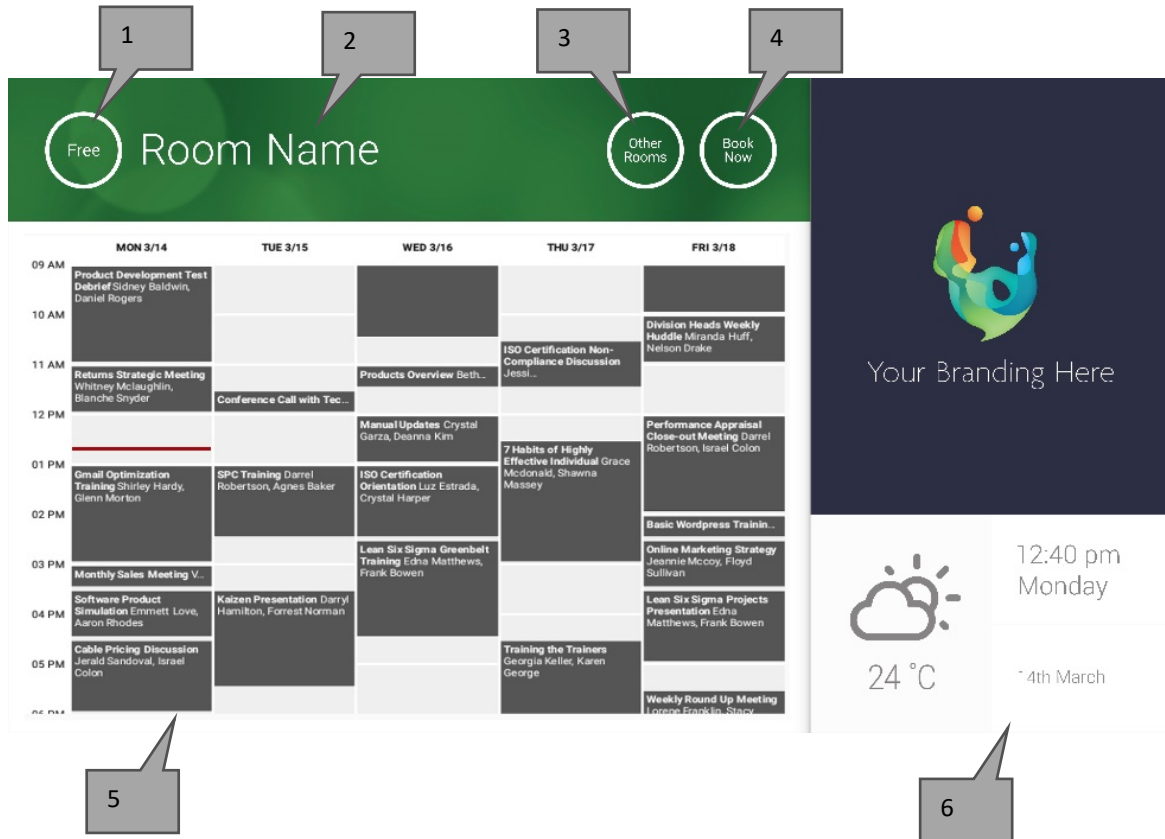 1
2
3
4
Free
Room Name
Other
Rooms
Book
Now
MON 3/14
TUE 3/15
WED 3/16
THU 3/17
FRI 3/18
09 AM
10 AM
11 AM
12 PM
01 PM
02 PM
03 PM
04 PM
05 PM
06 PM
Product Development Test
Debrief Sidney Baldwin,
Daniel Rogers
Returns Strategic Meeting
Whitney Mclaughlin,
Blanche Snyder
Gmail Optimization
Training Shirley Hardy,
Glenn Morton
Monthly Sales Meeting V...
Software Product
Simulation Emmett Love,
Aaron Rhodes
Cable Pricing Discussion
Jerald Sandoval, Israel
Colon
Conference Call with Tec...
SPC Training Darrel
Robertson, Agnes Baker
Kaizen Presentation Darryl
Hamilton, Forrest Norman
Products Overview Beth...
Manual Updates Crystal
Garza, Deanna Kim
ISO Certification
Orientation Luz Estrada,
Crystal Harper
Lean Six Sigma Greenbelt
Training Edna Matthews,
Frank Bowen
ISO Certification Non-
Compliance Discussion
Jessi...
7 Habits of Highly
Effective Individual Grace
Mcdonald, Shawna
Massey
Training the Trainers
Georgia Keller, Karen
George
Division Heads Weekly
Huddle Miranda Huff,
Nelson Drake
Performance Appraisal
Close-out Meeting Darrel
Robertson, Israel Colon
Basic Wordpress Trainin...
Online Marketing Strategy
Jeannie Mccoy, Floyd
Sullivan
Lean Six Sigma Projects
Presentation Edna
Matthews, Frank Bowen
Weekly Round Up Meeting
Lorene Franklin, Stacy
Your Branding Here
24 °C
12:40 pm
Monday
14th March
5
6